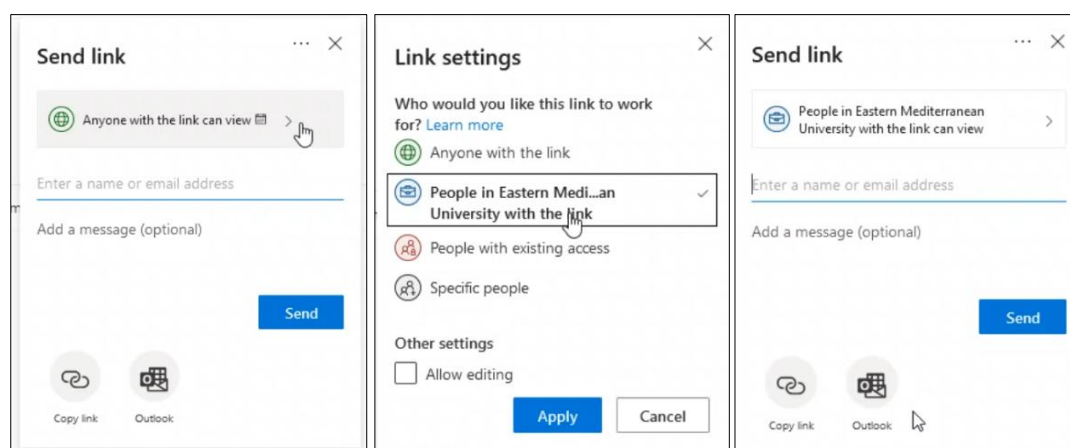 Send link
Anyone with the link can view
Enter a name or email address
Add a message (optional)
Send
Copy link
Outlook
Link settings
Who would you like this link to work
for? Learn more
Anyone with the link
People in Eastern Medi...an
University with the link
People with existing access
Specific people
Other settings
Allow editing
Apply
Cancel
Send link
People in Eastern Mediterranean
University with the link can view
Enter a name or email address
Add a message (optional)
Send
Copy link
Outlook